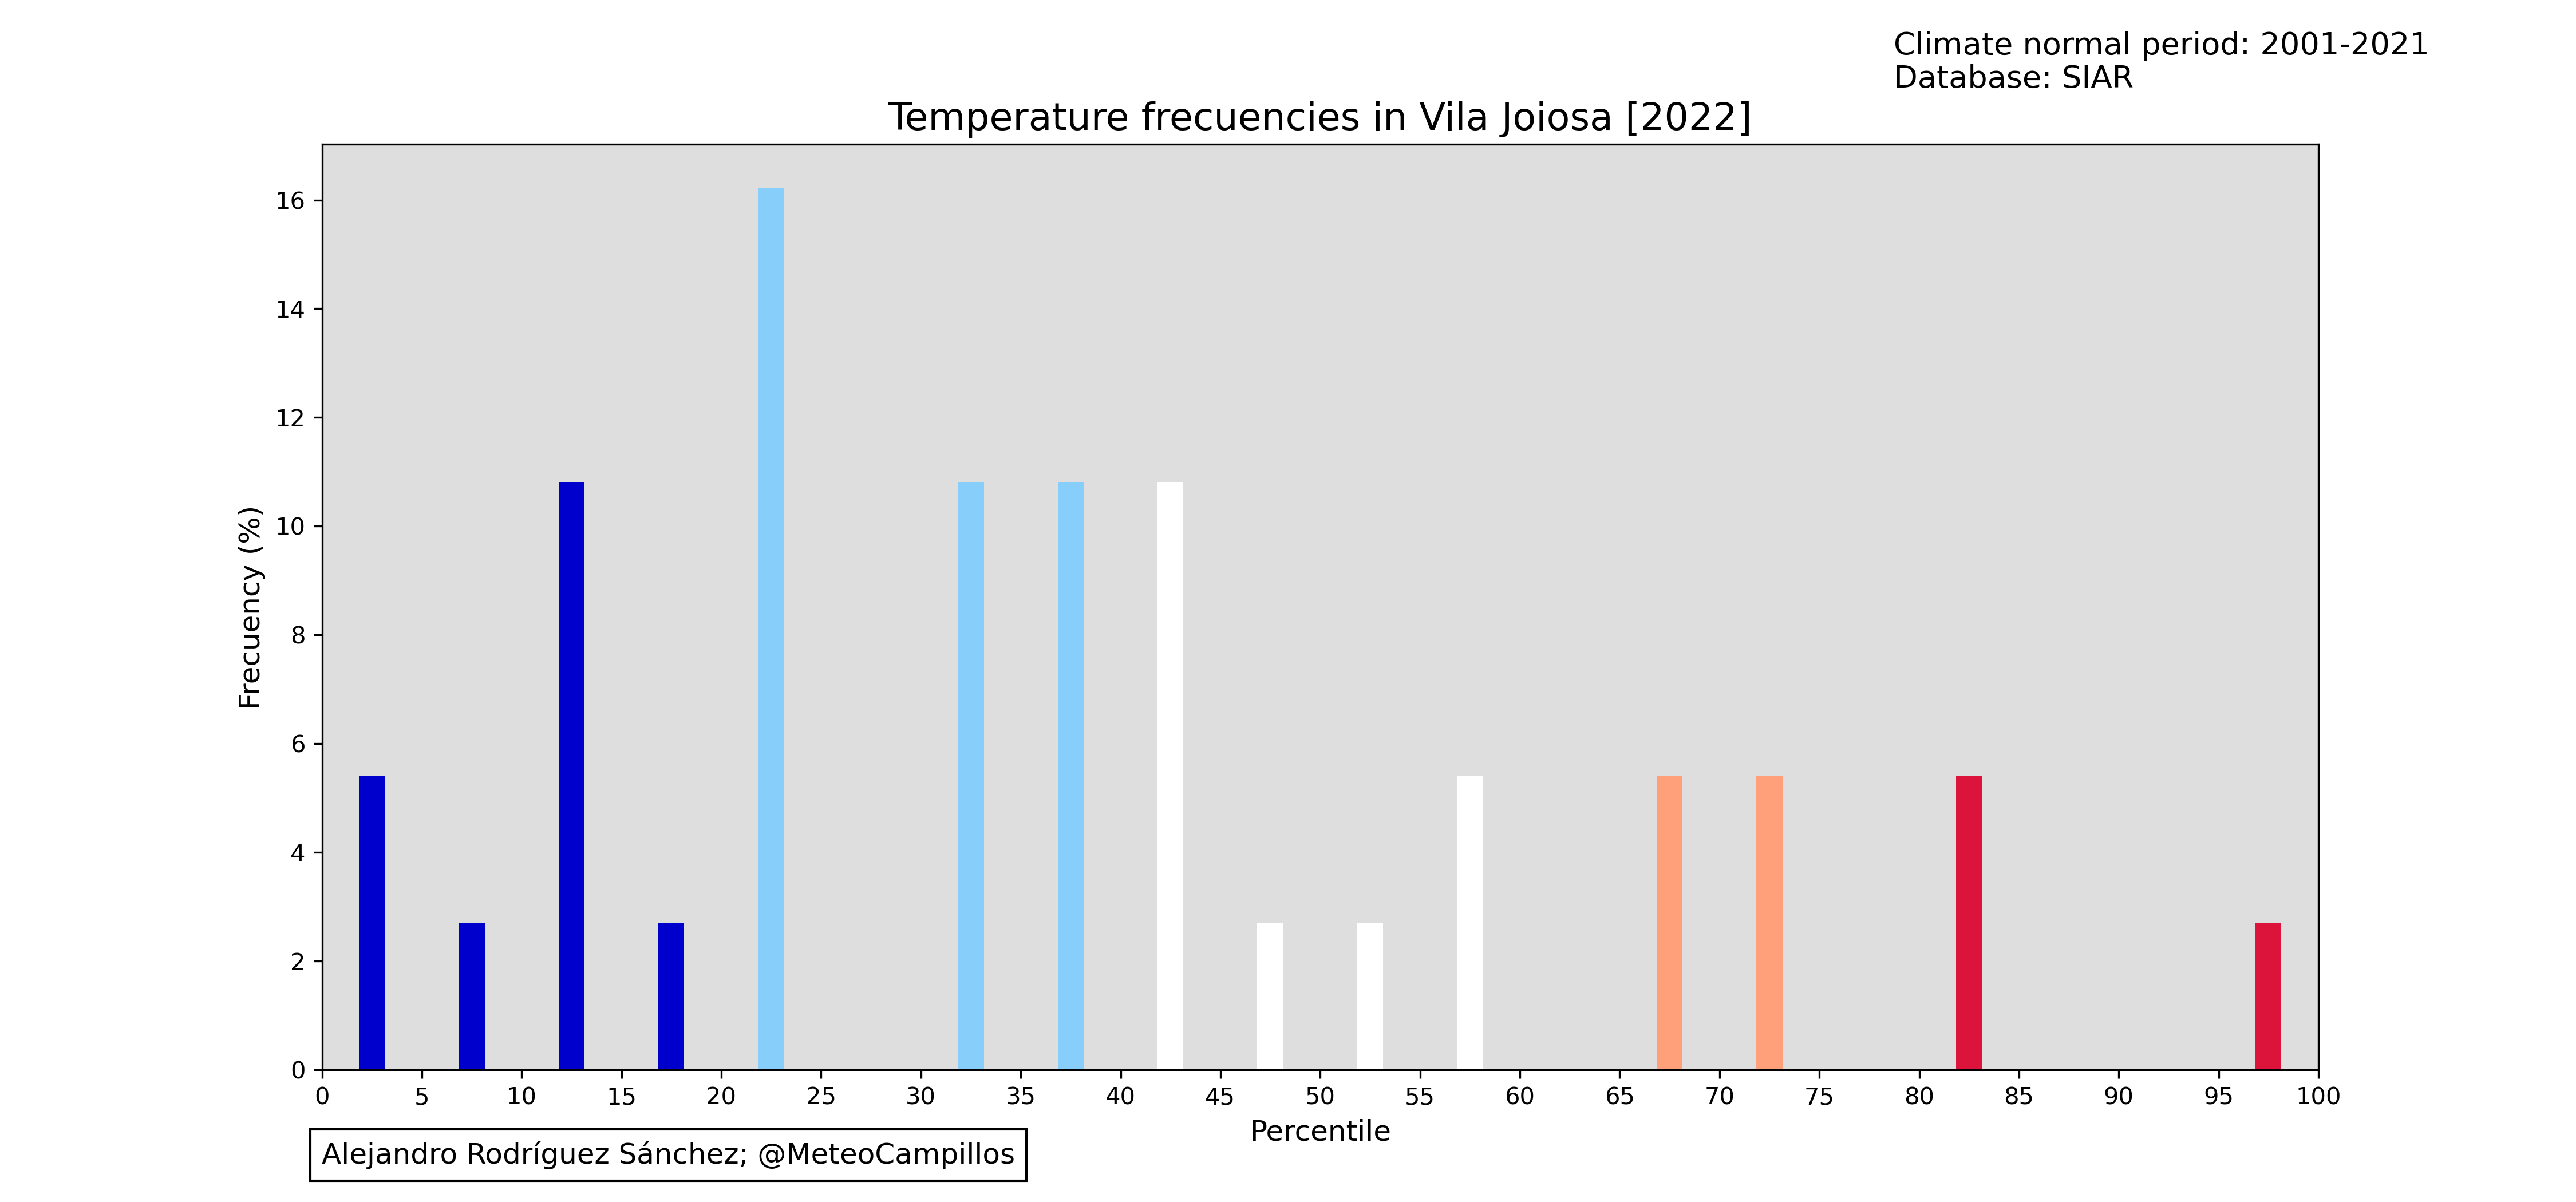 Climate normal period: 2001-2021
Database: SIAR
Temperature frecuencies in Vila Joiosa [2022]
16
14
12
10
8
6
4
2
0
Frecuency (%)
0 5 10 15 20 25 30 35 40 45 50 55 60 65 70 75 80 85 90 95 100
Percentile
Alejandro Rodríguez Sánchez; @MeteoCampillos